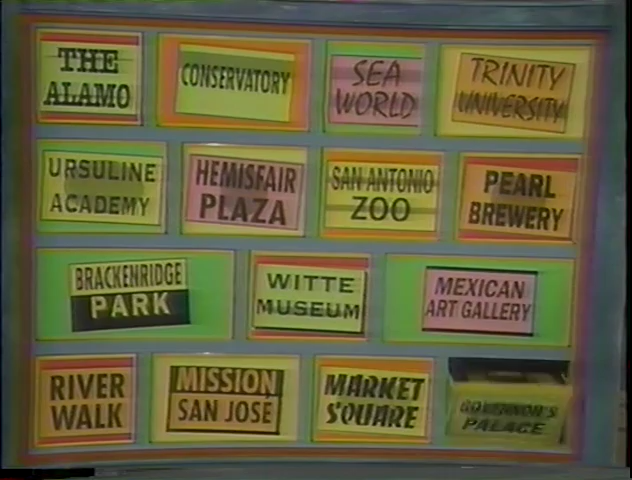 THE
ALAMO
CONSERVATORY
SEA
WORLD
TRINITY
UNIVERSITY
URSULINE
ACADEMY
HEMISFAIR
PLAZA
SAN ANTONIO
ZOO
PEARL
BREWERY
BRACKENRIDGE
PARK
WITTE
MUSEUM
MEXICAN
ART GALLERY
RIVER
WALK
MISSION
SAN JOSE
MARKET
SQUARE
GOVERNOR'S
PALACE